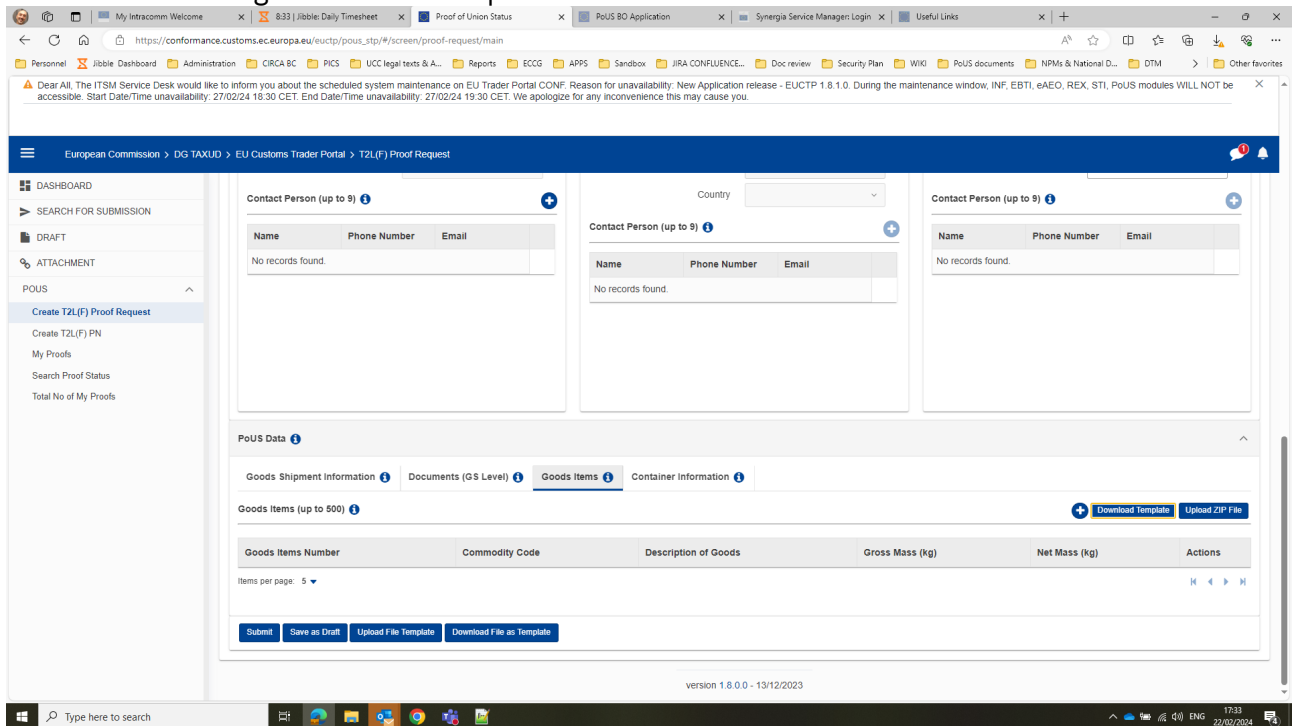 My Intracomm Welcome
8:33 | Jibble: Daily Timesheet
Proof of Union Status
PoUS BO Application
Synergia Service Manager: Login
Useful Links
https://conformance.customs.ec.europa.eu/euctp/pous_stp/#/screen/proof-request/main
Personnel Jibble Dashboard Administration CIRCA BC PICS UCC legal texts & A... Reports ECCG APPS Sandbox JIRA CONFLUENCE... Doc review Security Plan WIKI PoUS documents NPMs & National D... DTM Other favorites
Dear All, The ITSM Service Desk would like to inform you about the scheduled system maintenance on EU Trader Portal CONF. Reason for unavailability: New Application release - EUCTP 1.8.1.0. During the maintenance window, INF, EBTI, eAEO, REX, STI, PoUS modules WILL NOT be
accessible. Start Date/Time unavailability: 27/02/24 18:30 CET. End Date/Time unavailability: 27/02/24 19:30 CET. We apologize for any inconvenience this may cause you.
European Commission > DG TAXUD > EU Customs Trader Portal > T2L(F) Proof Request
1
DASHBOARD
SEARCH FOR SUBMISSION
DRAFT
ATTACHMENT
POUS
Create T2L(F) Proof Request
Create T2L(F) PN
My Proofs
Search Proof Status
Total No of My Proofs
Contact Person (up to 9)
Name Phone Number Email
No records found.
Country
Contact Person (up to 9)
Name Phone Number Email
No records found.
Contact Person (up to 9)
Name Phone Number Email
No records found.
PoUS Data
Goods Shipment Information Documents (GS Level) Goods Items Container Information
Goods Items (up to 500)
Download Template Upload ZIP File
Goods Items Number Commodity Code Description of Goods Gross Mass (kg) Net Mass (kg) Actions
Items per page: 5
Submit Save as Draft Upload File Template Download File as Template
version 1.8.0.0 - 13/12/2023
Type here to search
ENG
17:33
22/02/2024
4